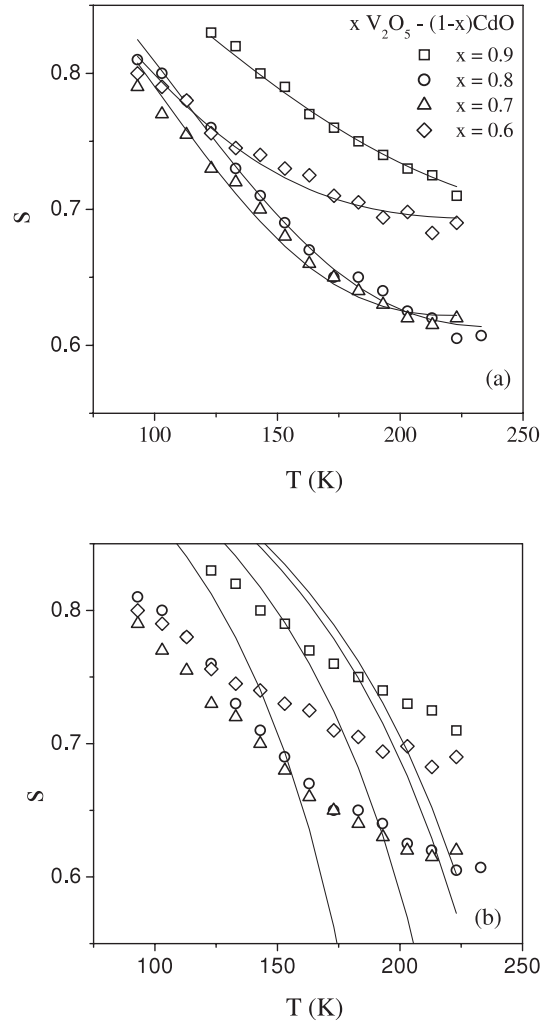 x V₂O₅ - (1-x)CdO
x = 0.9
x = 0.8
x = 0.7
x = 0.6
0.8
0.7
0.6
s
(a)
100 150 200 250
T (K)
0.8
0.7
0.6
s
(b)
100 150 200 250
T (K)